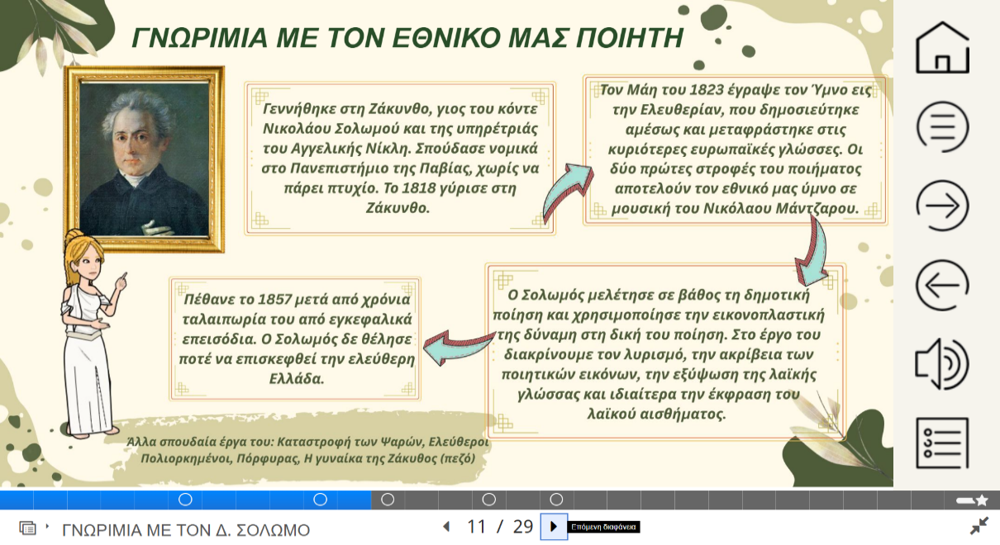 ΓΝΩΡΙΜΙΑ ΜΕ ΤΟΝ ΕΘΝΙΚΟ ΜΑΣ ΠΟΙΗΤΗ
Γεννήθηκε στη Ζάκυνθο, γιος του κόντε
Νικολάου Σολωμού και της υπηρέτριάς
του Αγγελικής Νίκλη. Σπούδασε νομικά
στο Πανεπιστήμιο της Παβίας, χωρίς να
πάρει πτυχίο. Το 1818 γύρισε στη
Ζάκυνθο.
Τον Μάη του 1823 έγραψε τον Ύμνο εις
την Ελευθερίαν, που δημοσιεύτηκε
αμέσως και μεταφράστηκε στις
κυριότερες ευρωπαϊκές γλώσσες. Οι
δύο πρώτες στροφές του ποιήματος
αποτελούν τον εθνικό μας ύμνο σε
μουσική του Νικόλαου Μάντζαρου.
Ο Σολωμός μελέτησε σε βάθος τη δημοτική
ποίηση και χρησιμοποίησε την εικονοπλαστική
της δύναμη στη δική του ποίηση. Στο έργο του
διακρίνουμε τον λυρισμό, την ακρίβεια των
ποιητικών εικόνων, την εξύψωση της λαϊκής
γλώσσας και ιδιαίτερα την έκφραση του
λαϊκού αισθήματος.
Πέθανε το 1857 μετά από χρόνια
ταλαιπωρία του από εγκεφαλικά
επεισόδια. Ο Σολωμός δε θέλησε
ποτέ να επισκεφθεί την ελεύθερη
Ελλάδα.
Άλλα σπουδαία έργα του: Καταστροφή των Ψαρών, Ελεύθεροι
Πολιορκημένοι, Πόρφυρας, Η γυναίκα της Ζάκυθος (πεζό)
ΓΝΩΡΙΜΙΑ ΜΕ ΤΟΝ Δ. ΣΟΛΩΜΟ
11 / 29
Επόμενη διαφάνεια